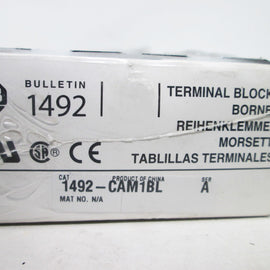 BULLETIN
1492
TERMINAL BLOCK
BORNE
REIHENKLEMME
MORSETT
TABLILLAS TERMINALES
CAT PRODUCT OF CHINA SER
1492-CAM1BL A
MAT NO. N/A